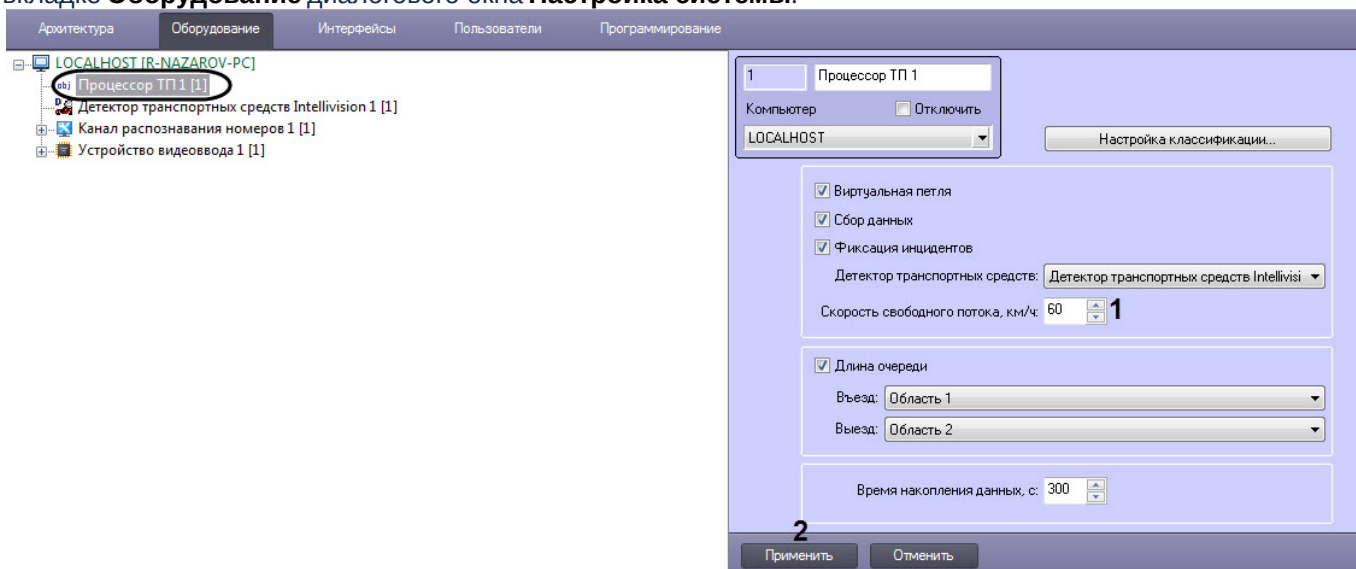 вкладке Оборудование диалогового окна Настройка системы.
Архитектура Оборудование Интерфейсы Пользователи Программирование
LOCALHOST [R-NAZAROV-PC]
obj Процессор ТП 1 [1]
Детектор транспортных средств Intellivision 1 [1]
Канал распознавания номеров 1 [1]
Устройство видеоввода 1 [1]
1 Процессор ТП 1
Компьютер Отключить
LOCALHOST Настройка классификации...
Виртуальная петля
Сбор данных
Фиксация инцидентов
Детектор транспортных средств: Детектор транспортных средств Intellivisi
Скорость свободного потока, км/ч: 60 1
Длина очереди
Въезд: Область 1
Выезд: Область 2
Время накопления данных, с: 300
2
Применить Отменить